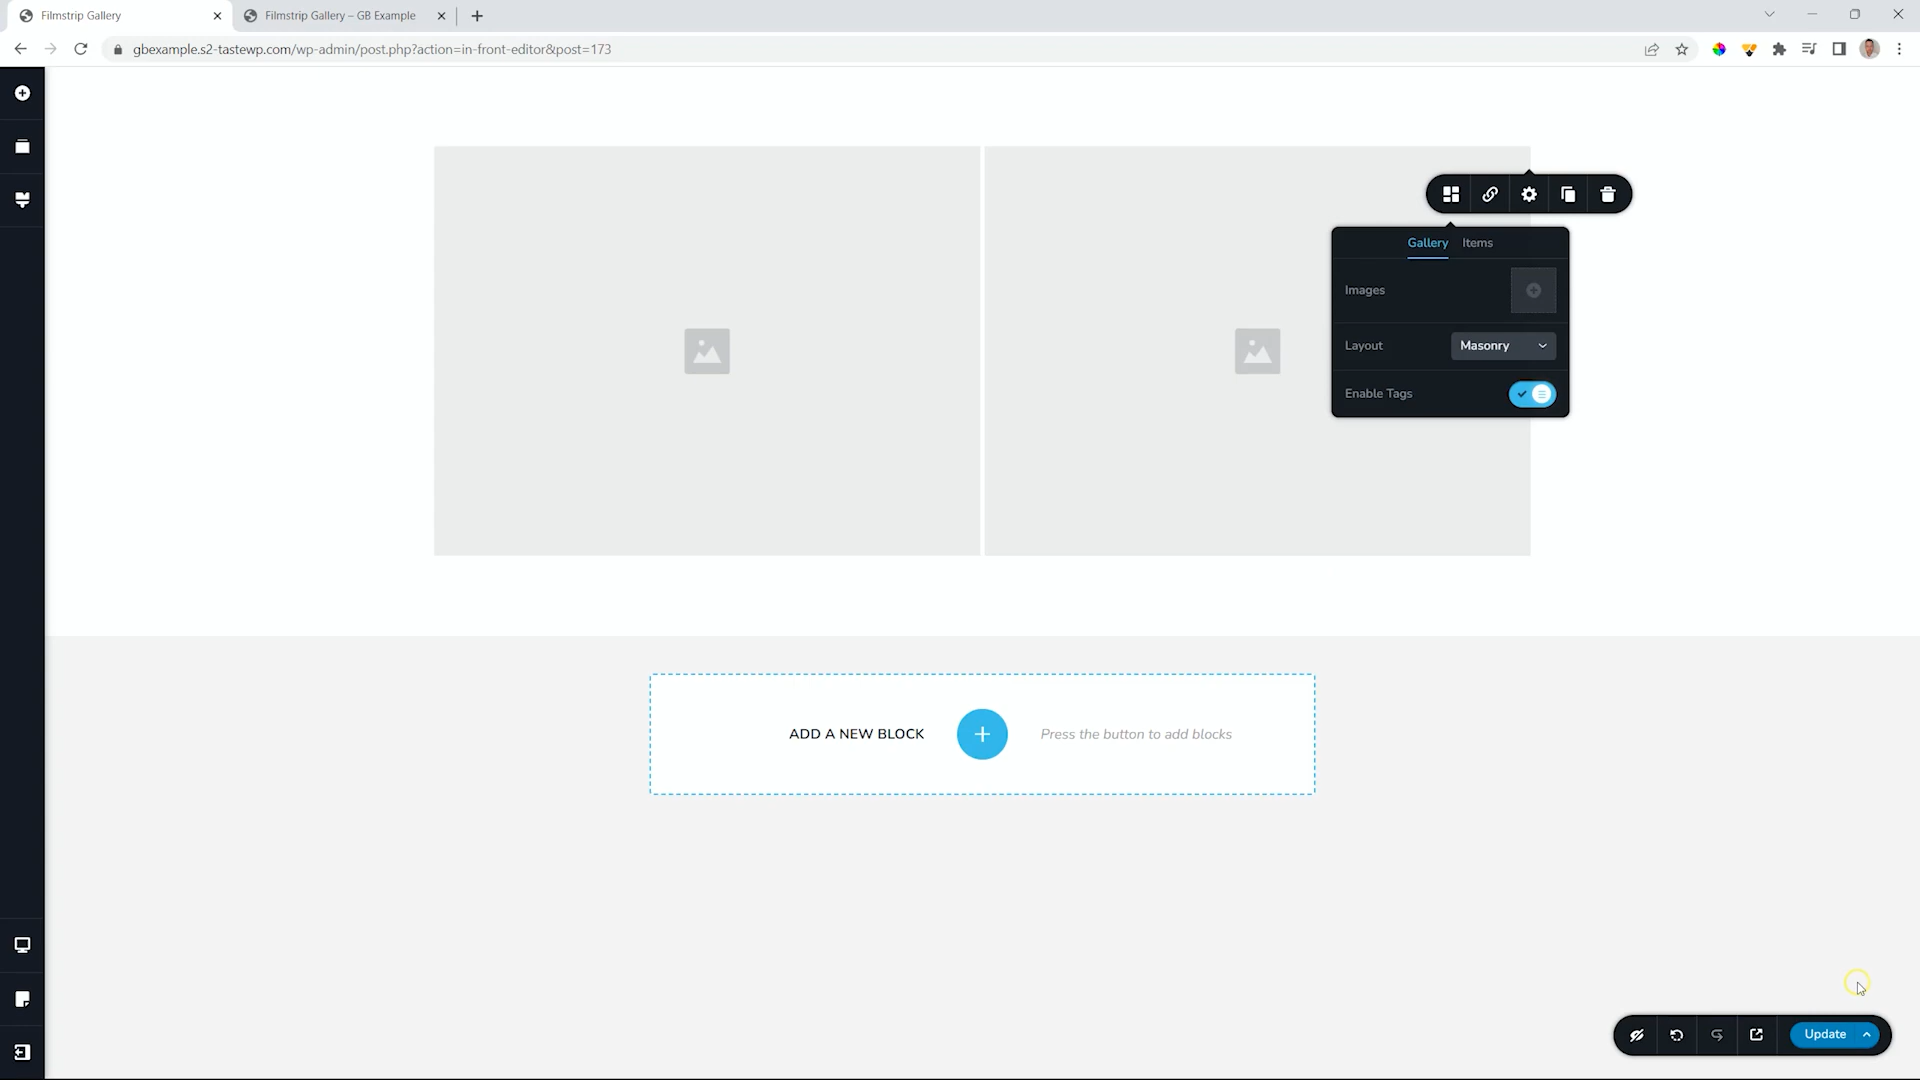 Filmstrip Gallery
Filmstrip Gallery – GB Example
gbexample.s2-tastewp.com/wp-admin/post.php?action=in-front-editor&post=173
Gallery Items
Images
Layout Masonry
Enable Tags
ADD A NEW BLOCK
Press the button to add blocks
Update